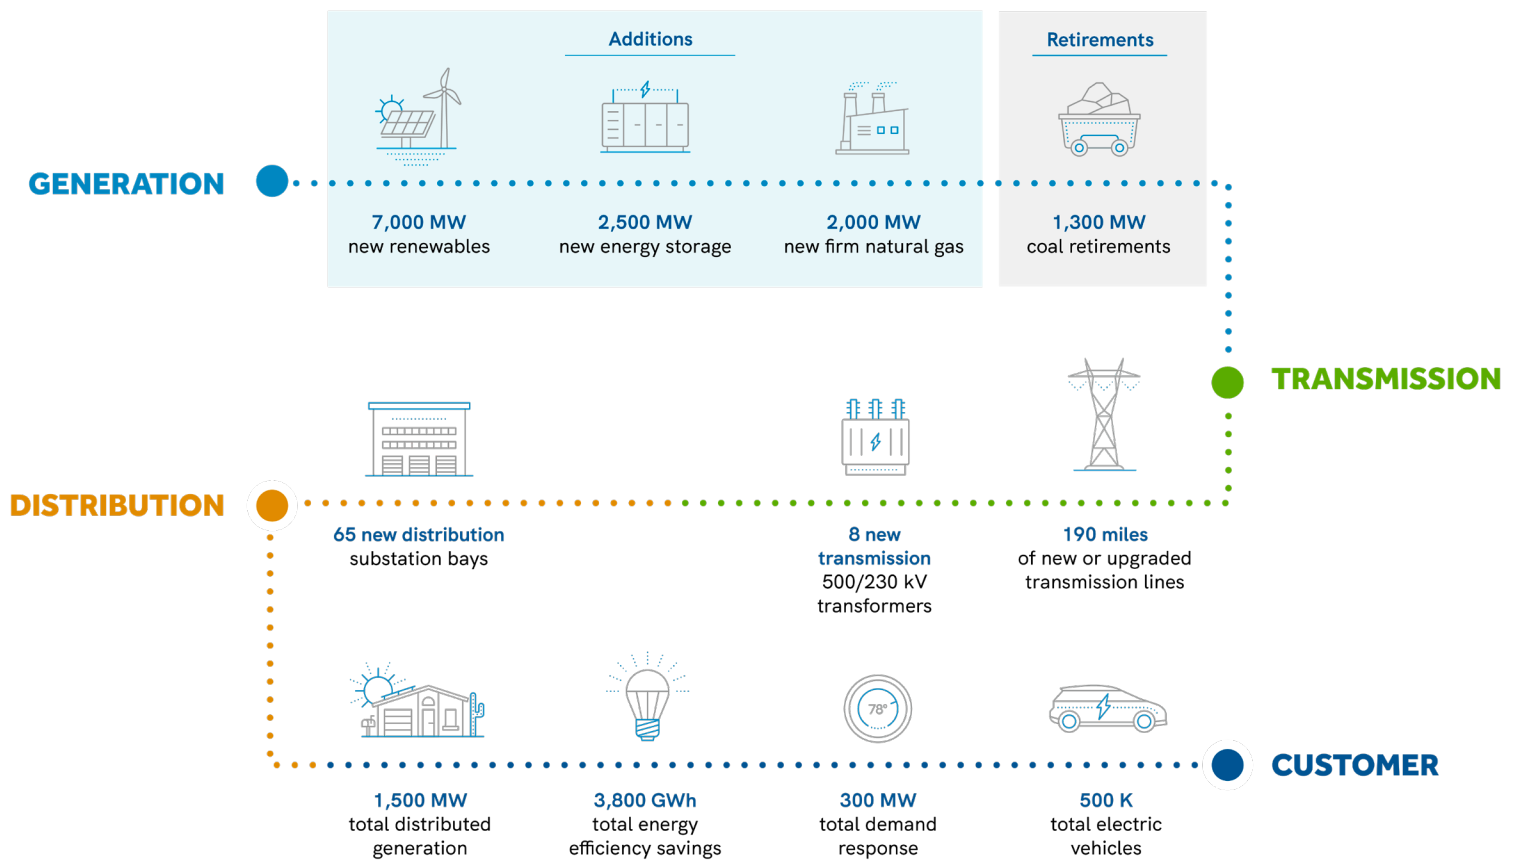 Additions
Retirements
GENERATION
7,000 MW
new renewables
2,500 MW
new energy storage
2,000 MW
new firm natural gas
1,300 MW
coal retirements
TRANSMISSION
DISTRIBUTION
65 new distribution
substation bays
8 new
transmission
500/230 kV
transformers
190 miles
of new or upgraded
transmission lines
78°
CUSTOMER
1,500 MW
total distributed
generation
3,800 GWh
total energy
efficiency savings
300 MW
total demand
response
500 K
total electric
vehicles